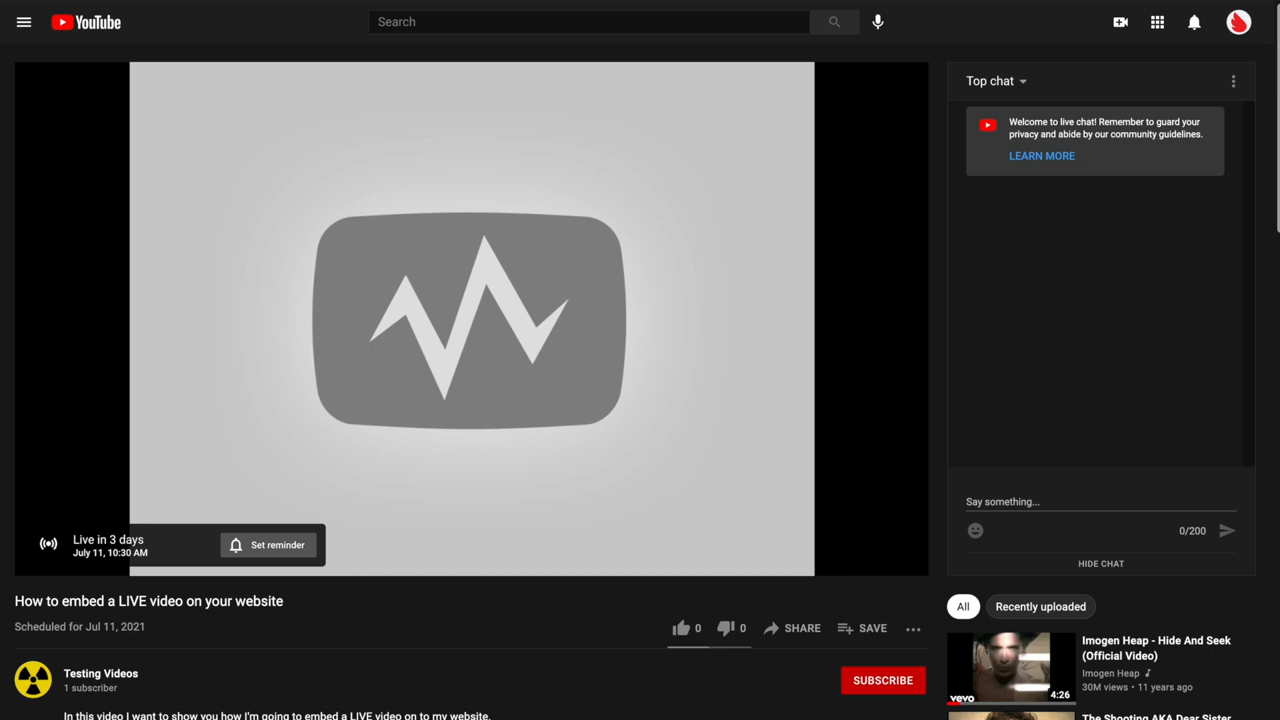 YouTube
Search
Top chat
Welcome to live chat! Remember to guard your
privacy and abide by our community guidelines.
LEARN MORE
Live in 3 days
July 11, 10:30 AM
Set reminder
Say something...
0/200
HIDE CHAT
How to embed a LIVE video on your website
Scheduled for Jul 11, 2021
0
0
SHARE
SAVE
All
Recently uploaded
Testing Videos
1 subscriber
SUBSCRIBE
In this video I want to show you how I'm going to embed a LIVE video on to my website.
vevo
4:26
Imogen Heap - Hide And Seek
(Official Video)
Imogen Heap
30M views • 11 years ago
The Shooting AKA Dear Sister